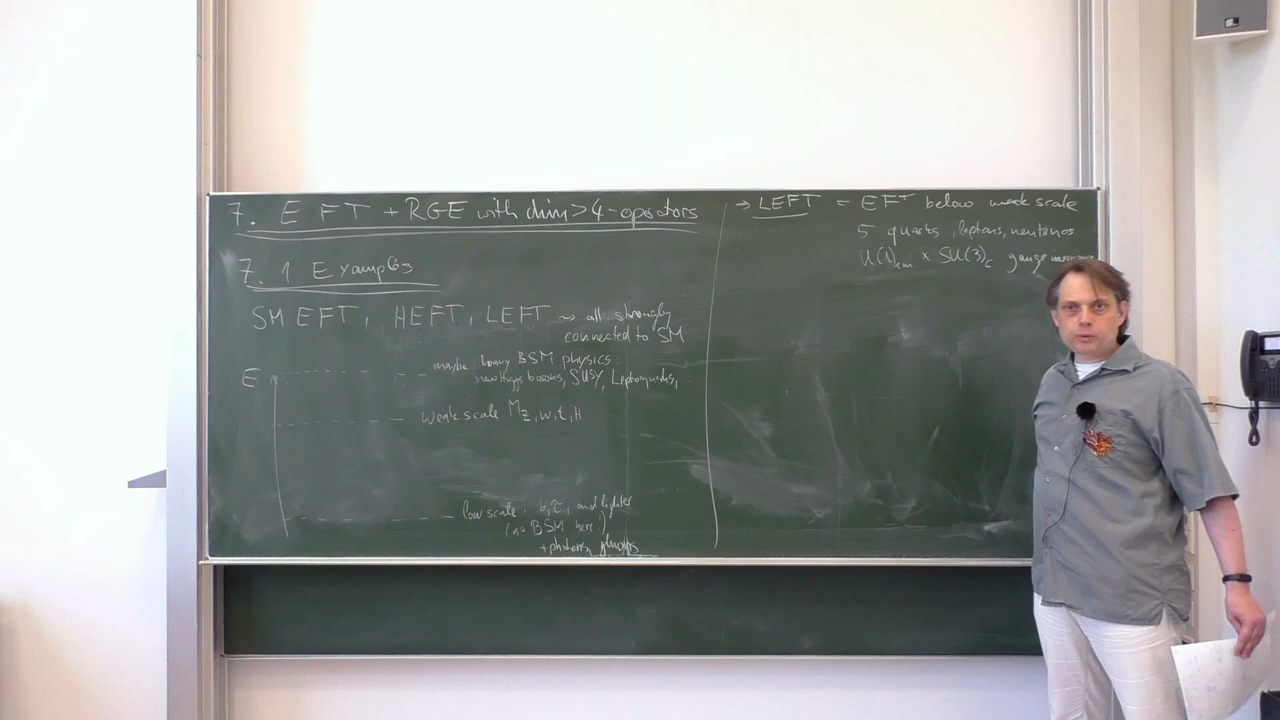 7. EFT + RGE with dim>4-operators
7.1 Examples
SMEFT, HEFT, LEFT ~> all strongly
connected to SM
maybe: heavy BSM physics:
new Higgs bosons, SUSY, Leptoquarks, ..
E
weak scale M_Z,W,t,H
low scale: b, τ, and lighter
(no BSM here!)
+ photons, gluons
→ LEFT = EFT below weak scale
5 quarks, leptons, neutrinos
U(1)_em × SU(3)_c gauge